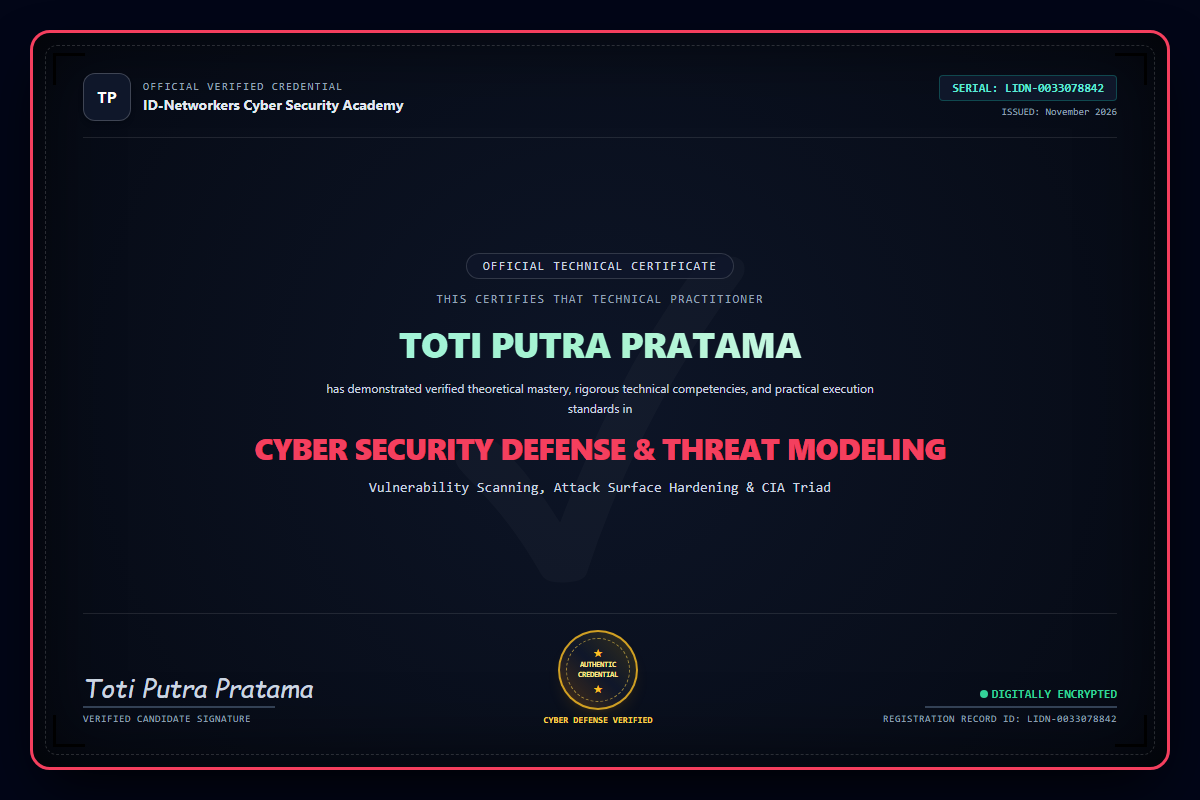 TP
OFFICIAL VERIFIED CREDENTIAL
ID-Networkers Cyber Security Academy
SERIAL: LIDN-0033078842
ISSUED: November 2026
OFFICIAL TECHNICAL CERTIFICATE
THIS CERTIFIES THAT TECHNICAL PRACTITIONER
TOTI PUTRA PRATAMA
has demonstrated verified theoretical mastery, rigorous technical competencies, and practical execution
standards in
CYBER SECURITY DEFENSE & THREAT MODELING
Vulnerability Scanning, Attack Surface Hardening & CIA Triad
Toti Putra Pratama
VERIFIED CANDIDATE SIGNATURE
★
AUTHENTIC
CREDENTIAL
★
CYBER DEFENSE VERIFIED
DIGITALLY ENCRYPTED
REGISTRATION RECORD ID: LIDN-0033078842